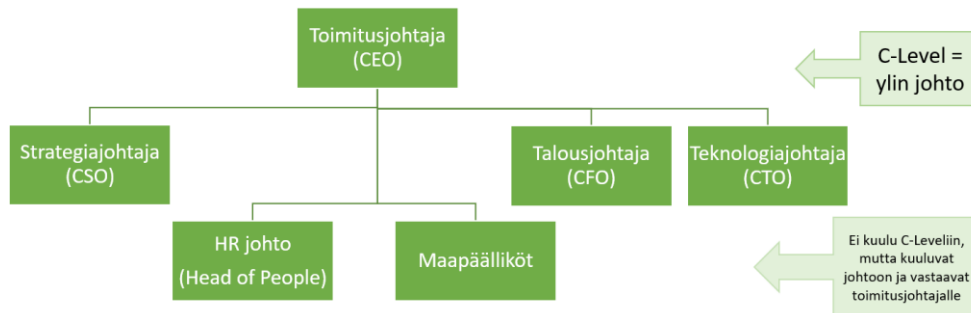 Toimitusjohtaja
(CEO)
C-Level =
ylin johto
Strategiajohtaja
(CSO)
Talousjohtaja
(CFO)
Teknologiajohtaja
(CTO)
HR johto
(Head of People)
Maapäälliköt
Ei kuulu C-Leveliin,
mutta kuuluvat
johtoon ja vastaavat
toimitusjohtajalle